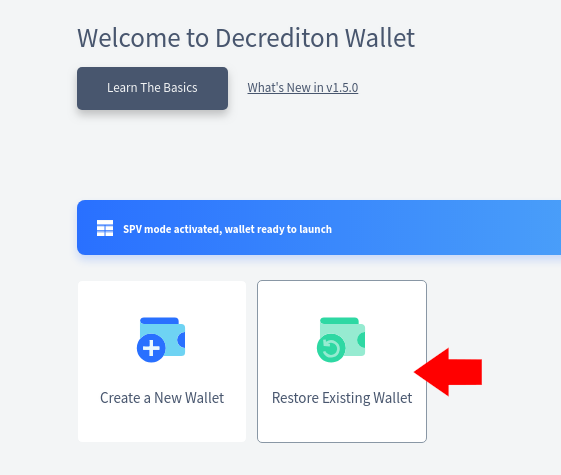 Welcome to Decrediton Wallet
Learn The Basics
What's New in v1.5.0
SPV mode activated, wallet ready to launch
Create a New Wallet
Restore Existing Wallet